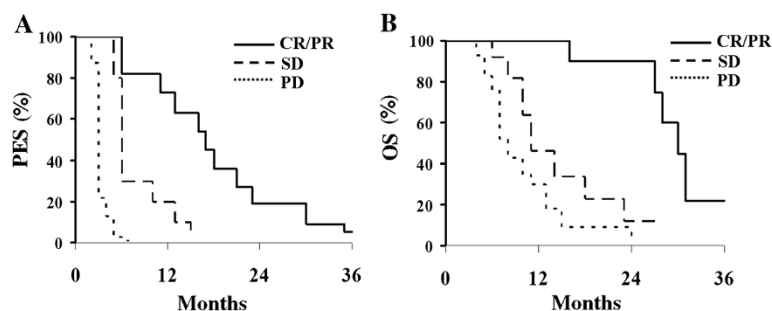 A
100
80
60
40
20
0
PES (%)
CR/PR
SD
PD
0 12 24 36
Months
B
100
80
60
40
20
0
OS (%)
CR/PR
SD
PD
0 12 24 36
Months